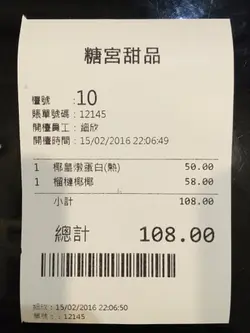 糖宮甜品
檯號 :10
賬單號碼 : 12145
開檯員工 : 細欣
開檯時間 : 15/02/2016 22:06:49
1 椰皇燉蛋白(熱) 50.00
1 榴槤椰椰 58.00
小計 108.00
總計 108.00
細欣 : 15/02/2016 22:06:50
單號 : : 12145